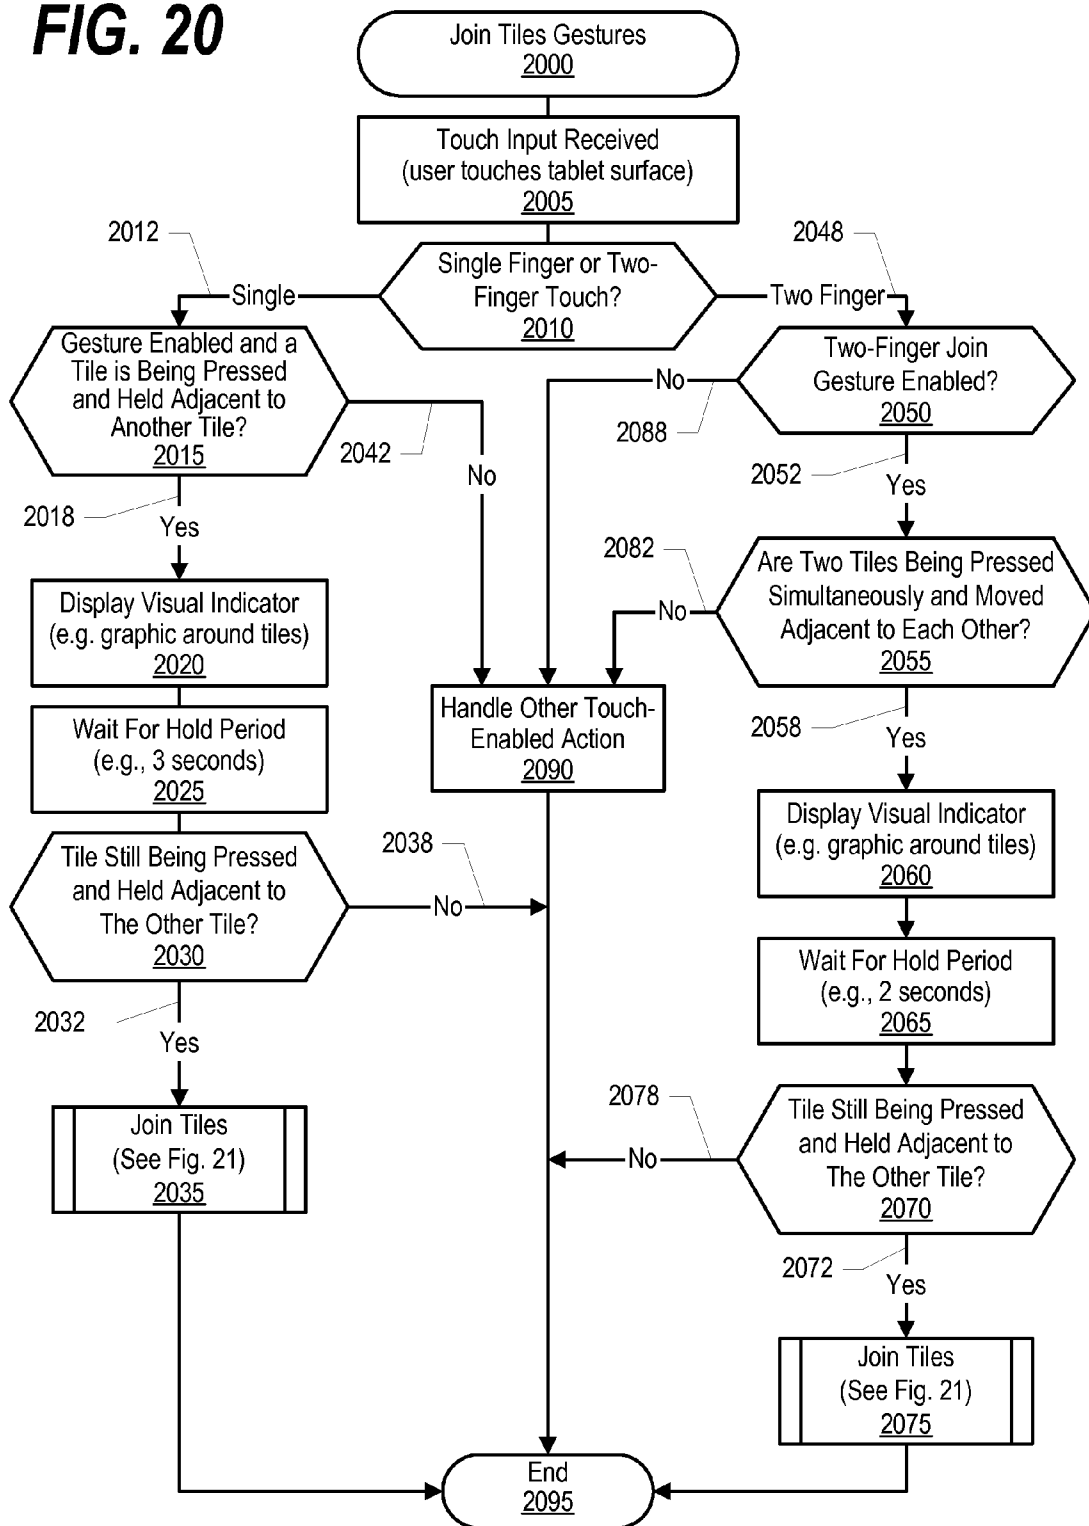 FIG. 20
Join Tiles Gestures
2000
Touch Input Received
(user touches tablet surface)
2005
2012
2048
Single Finger or Two-
Finger Touch?
2010
Single
Two Finger
Gesture Enabled and a
Tile is Being Pressed
and Held Adjacent to
Another Tile?
2015
2042
No
2018
Yes
Display Visual Indicator
(e.g. graphic around tiles)
2020
Wait For Hold Period
(e.g., 3 seconds)
2025
Tile Still Being Pressed
and Held Adjacent to
The Other Tile?
2030
2038
No
2032
Yes
Join Tiles
(See Fig. 21)
2035
Two-Finger Join
Gesture Enabled?
2050
No
2088
2052
Yes
2082
Are Two Tiles Being Pressed
Simultaneously and Moved
Adjacent to Each Other?
2055
No
Handle Other Touch-
Enabled Action
2090
2058
Yes
Display Visual Indicator
(e.g. graphic around tiles)
2060
Wait For Hold Period
(e.g., 2 seconds)
2065
2078
No
Tile Still Being Pressed
and Held Adjacent to
The Other Tile?
2070
2072
Yes
Join Tiles
(See Fig. 21)
2075
End
2095